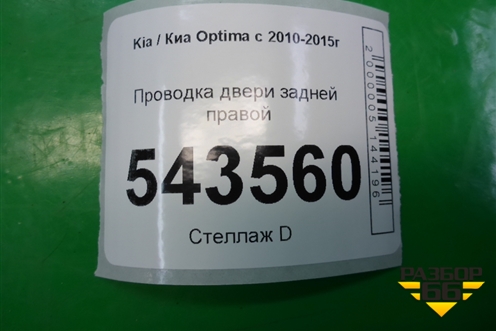 Kia / Киа Optima с 2010-2015г
Проводка двери задней
правой
543560
Стеллаж D
2000005144196
РАЗБОР
66